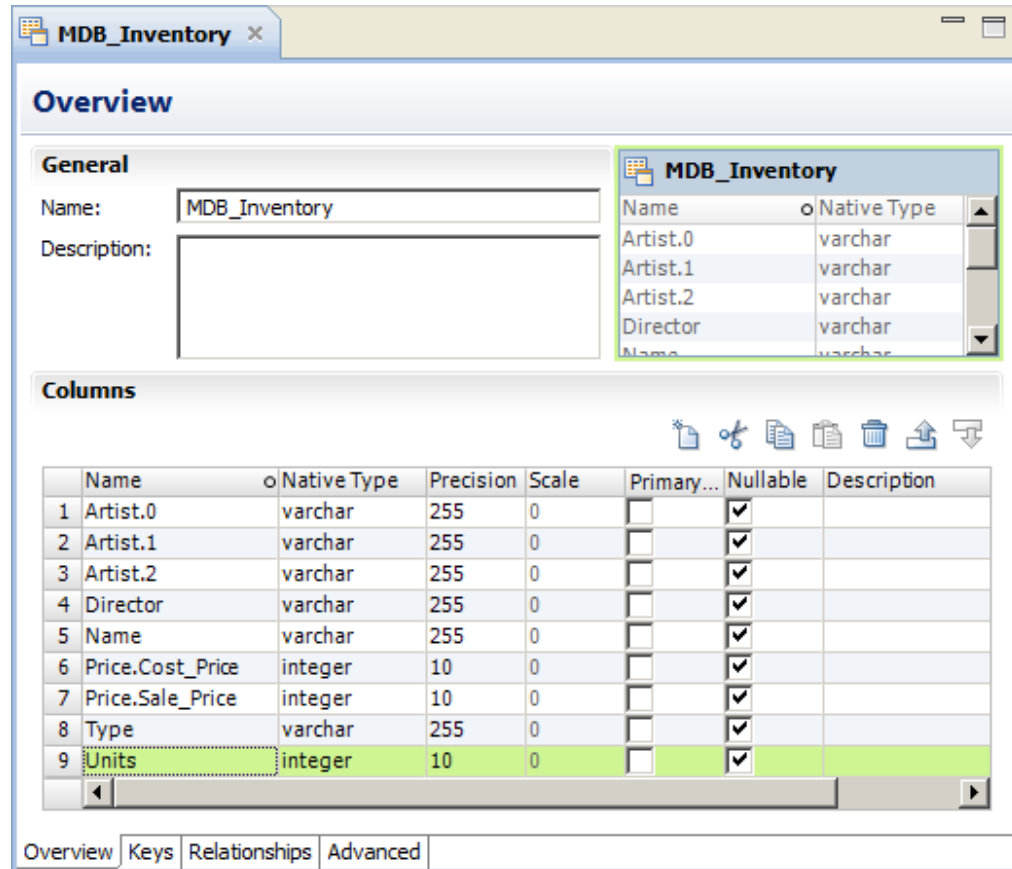 MDB_Inventory
Overview
General
Name: MDB_Inventory
Description:
MDB_Inventory
Name Native Type
Artist.0 varchar
Artist.1 varchar
Artist.2 varchar
Director varchar
Name varchar
Columns
Name Native Type Precision Scale Primary... Nullable Description
1 Artist.0 varchar 255 0
2 Artist.1 varchar 255 0
3 Artist.2 varchar 255 0
4 Director varchar 255 0
5 Name varchar 255 0
6 Price.Cost_Price integer 10 0
7 Price.Sale_Price integer 10 0
8 Type varchar 255 0
9 Units integer 10 0
Overview Keys Relationships Advanced